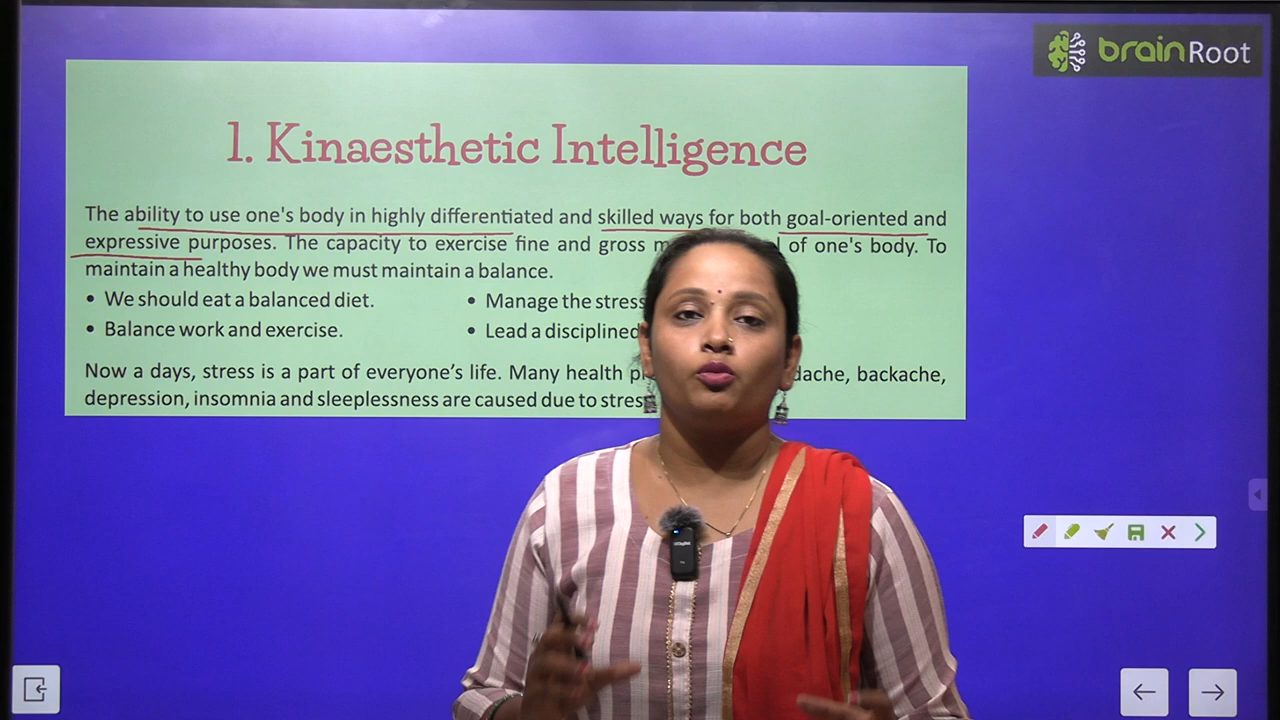 brainRoot
1. Kinaesthetic Intelligence
The ability to use one's body in highly differentiated and skilled ways for both goal-oriented and
expressive purposes. The capacity to exercise fine and gross of one's body. To
maintain a healthy body we must maintain a balance.
• We should eat a balanced diet. • Manage the stress
• Balance work and exercise. • Lead a disciplined
Now a days, stress is a part of everyone's life. Many health backache,
depression, insomnia and sleeplessness are caused due to